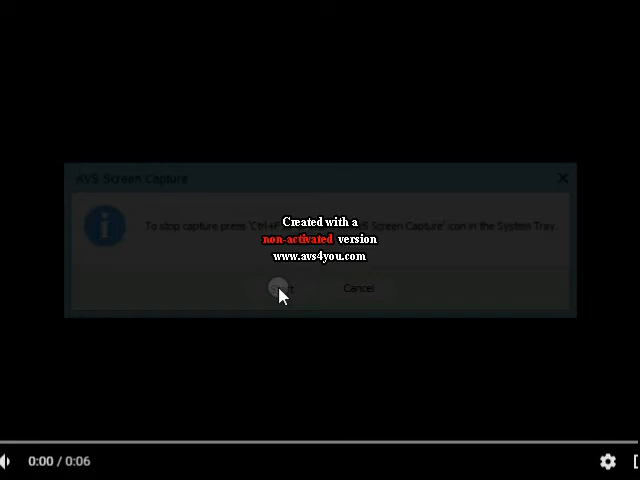 AVS Screen Capture
To stop capture press 'Ctrl+F Screen Capture' icon in the System Tray.
Created with a
non-activated version
www.avs4you.com
Cancel
0:00 / 0:06